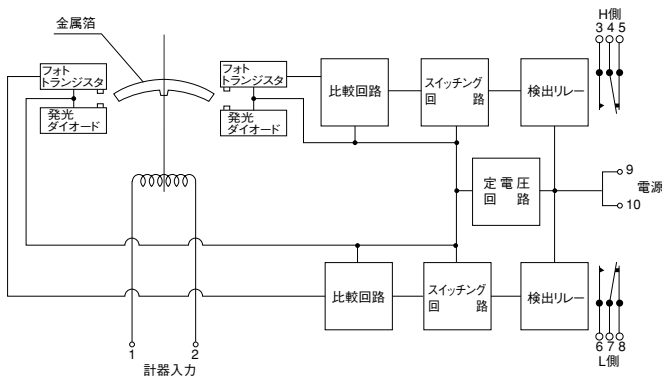 金属箔
H側
3 4 5
フォト
トランジスタ
発光
ダイオード
フォト
トランジスタ
発光
ダイオード
比較回路
スイッチング
回 路
検出リレー
定 電 圧
回 路
9
電源
10
比較回路
スイッチング
回 路
検出リレー
1 2
計器入力
6 7 8
L側